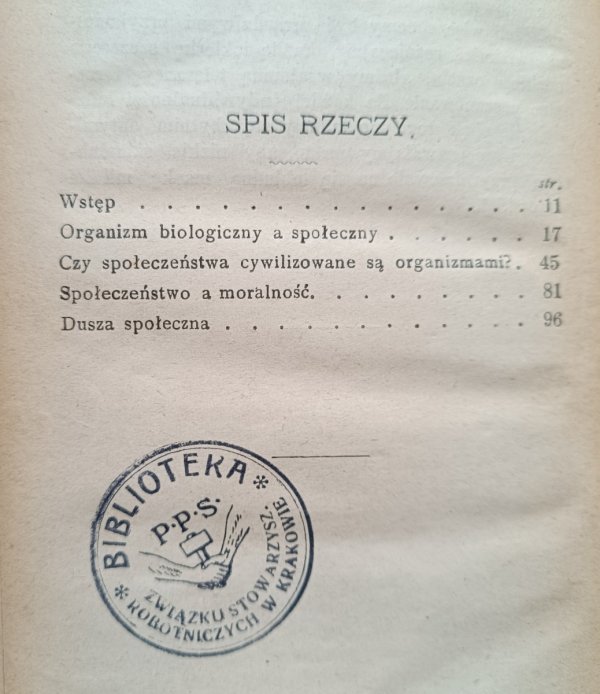 SPIS RZECZY.
str.
Wstęp . . . . . . . . . . . . . . . 11
Organizm biologiczny a społeczny . . . . . . 17
Czy społeczeństwa cywilizowane są organizmami? . 45
Społeczeństwo a moralność. . . . . . . . . 81
Dusza społeczna . . . . . . . . . . . . 96
BIBLIOTEKA
P.P.S.
ZWIĄZKU STOWARZYSZ.
ROBOTNICZYCH W KRAKOWIE